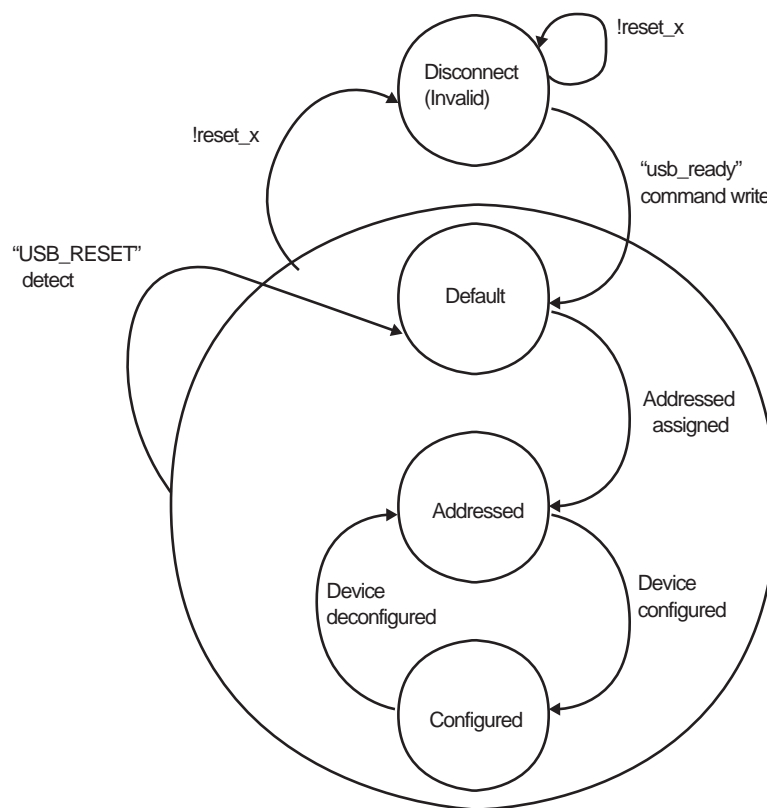 !reset_x
Disconnect
(Invalid)
!reset_x
“usb_ready”
command write
“USB_RESET”
detect
Default
Addressed
assigned
Addressed
Device
deconfigured
Device
configured
Configured